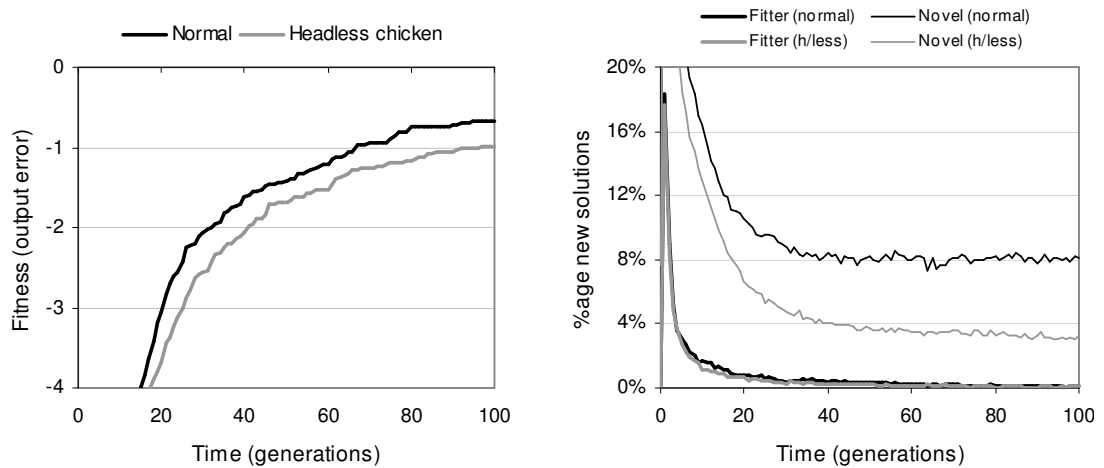 Normal Headless chicken
0
-1
-2
-3
-4
0 20 40 60 80 100
Fitness (output error)
Time (generations)
Fitter (normal) Novel (normal)
Fitter (h/less) Novel (h/less)
20%
16%
12%
8%
4%
0%
0 20 40 60 80 100
%age new solutions
Time (generations)